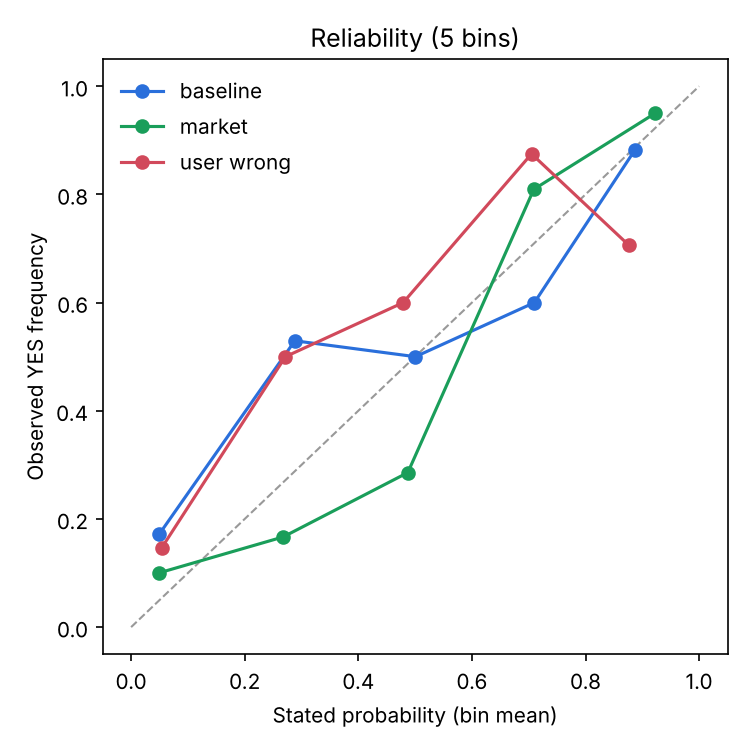 Reliability (5 bins)
baseline
market
user wrong
1.0
0.8
0.6
0.4
0.2
0.0
Observed YES frequency
0.0 0.2 0.4 0.6 0.8 1.0
Stated probability (bin mean)